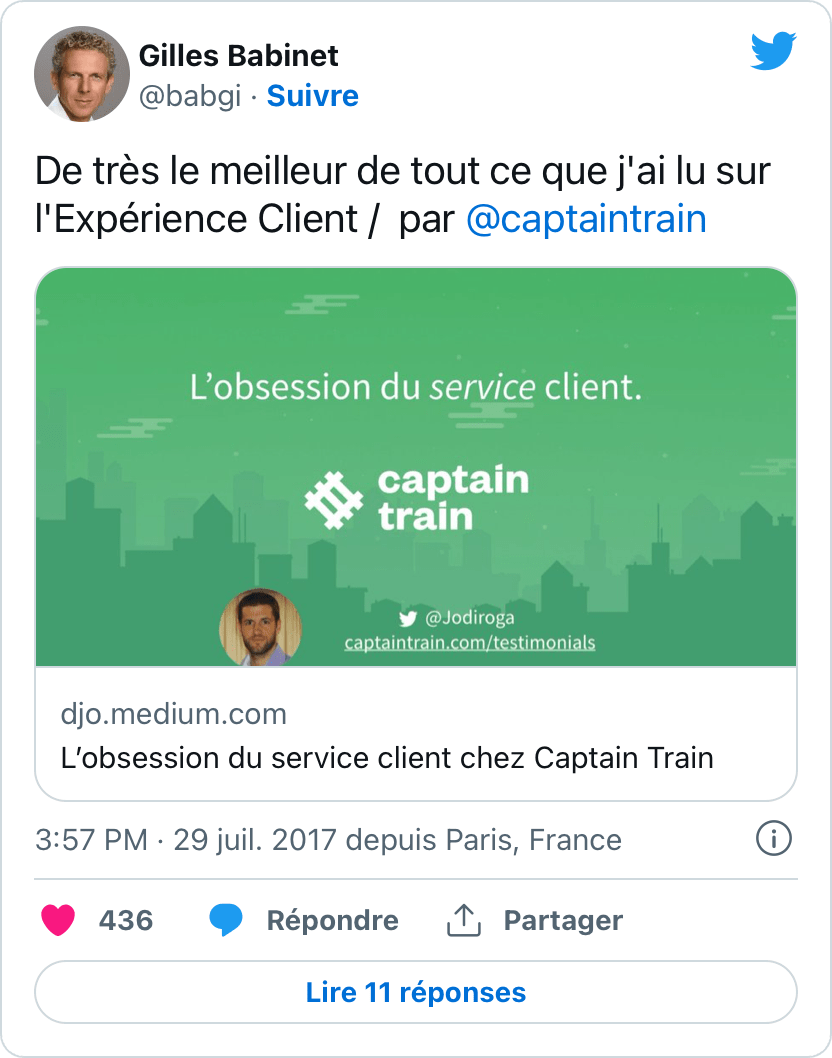 Gilles Babinet
@babgi · Suivre
De très le meilleur de tout ce que j'ai lu sur
l'Expérience Client /  par @captaintrain
L’obsession du service client.
captain
train
@Jodiroga
captaintrain.com/testimonials
djo.medium.com
L’obsession du service client chez Captain Train
3:57 PM · 29 juil. 2017 depuis Paris, France
436 Répondre Partager
Lire 11 réponses